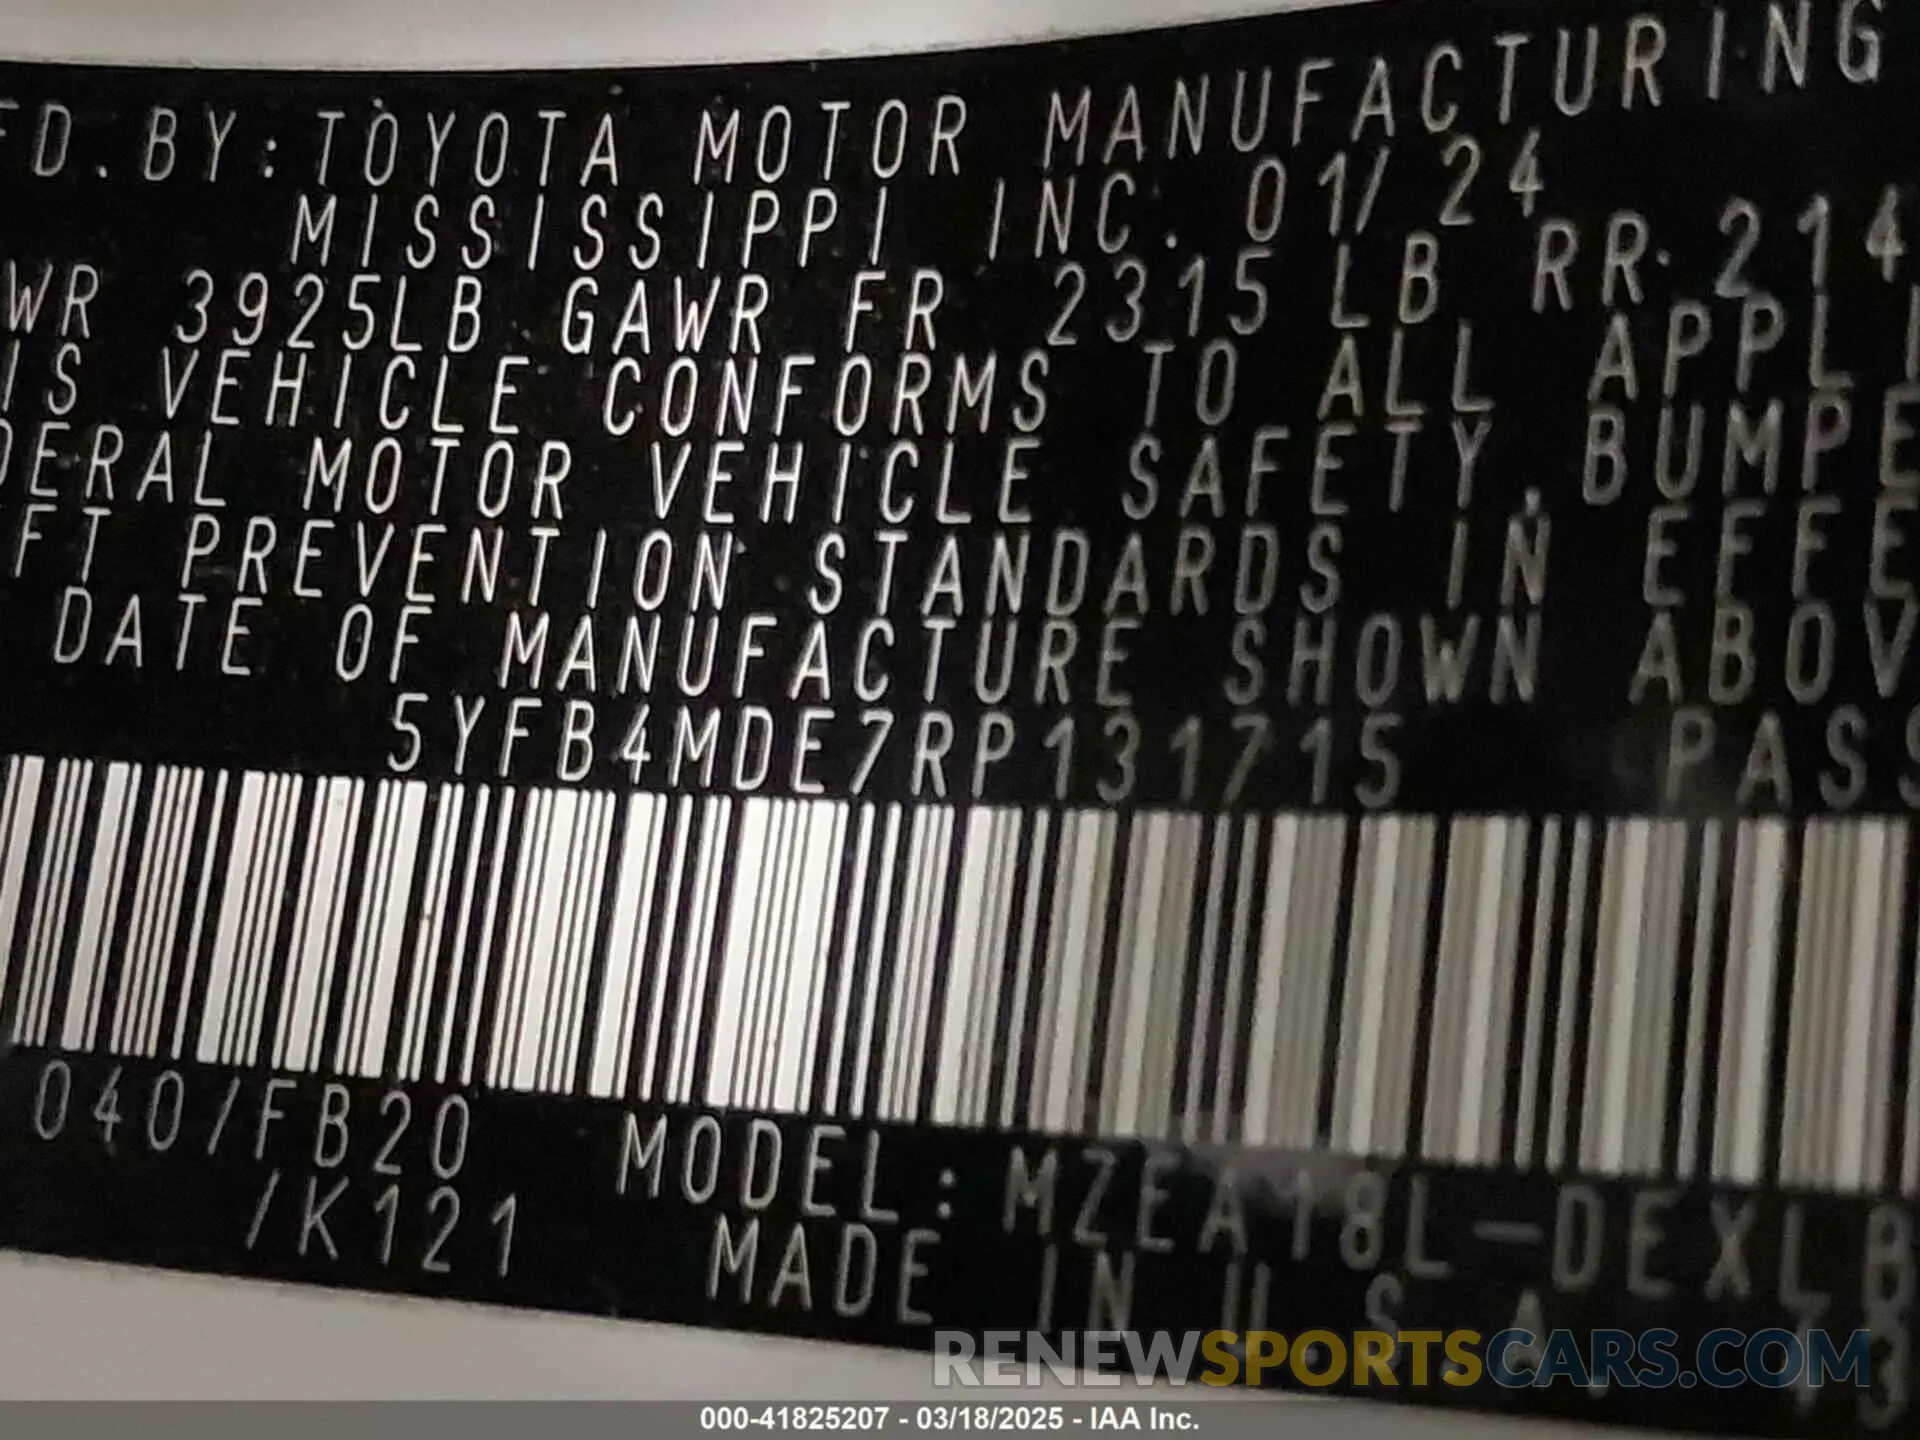 FD.BY:TOYOTA MOTOR MANUFACTURING
MISSISSIPPI INC. 01/24
WR 3925LB GAWR FR 2315LB RR 214
IS VEHICLE CONFORMS TO ALL APPLI
DERAL MOTOR VEHICLE SAFETY, BUMPE
FT PREVENTION STANDARDS IN EFFE
DATE OF MANUFACTURE SHOWN ABOV
5YFB4MDE7RP131715 PASS
040/FB20 MODEL:MZEA18L-DEXLB
/K121 MADE IN U.S.A.
RENEWSPORTSCARS.COM
000-41825207 - 03/18/2025 - IAA Inc.